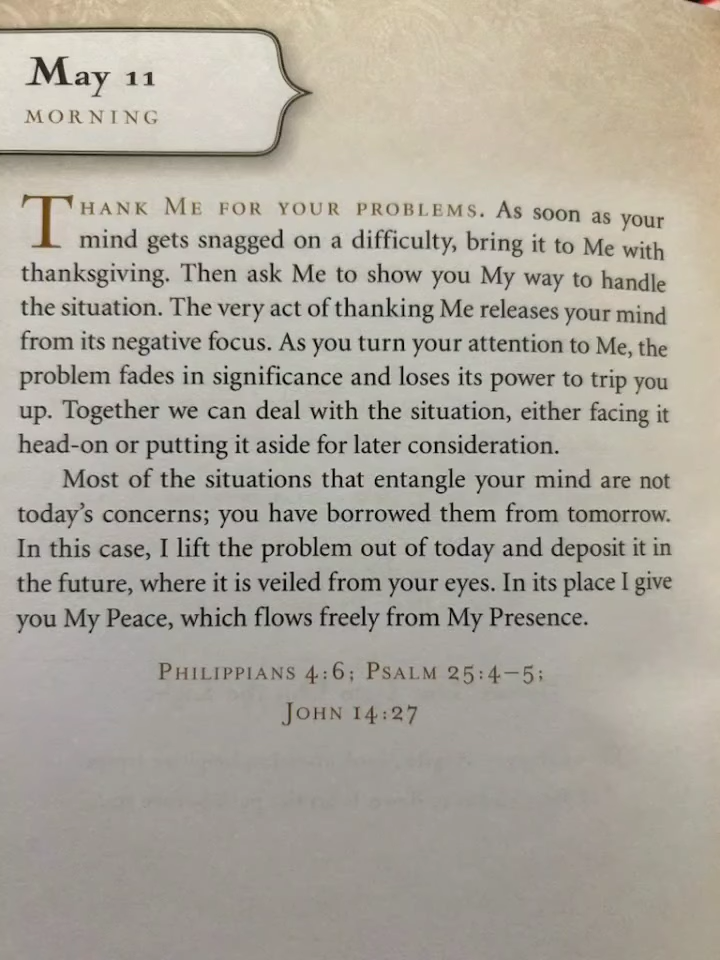 May 11
MORNING
THANK ME FOR YOUR PROBLEMS. As soon as your
mind gets snagged on a difficulty, bring it to Me with
thanksgiving. Then ask Me to show you My way to handle
the situation. The very act of thanking Me releases your mind
from its negative focus. As you turn your attention to Me, the
problem fades in significance and loses its power to trip you
up. Together we can deal with the situation, either facing it
head-on or putting it aside for later consideration.
Most of the situations that entangle your mind are not
today's concerns; you have borrowed them from tomorrow.
In this case, I lift the problem out of today and deposit it in
the future, where it is veiled from your eyes. In its place I give
you My Peace, which flows freely from My Presence.
PHILIPPIANS 4:6; PSALM 25:4–5;
JOHN 14:27